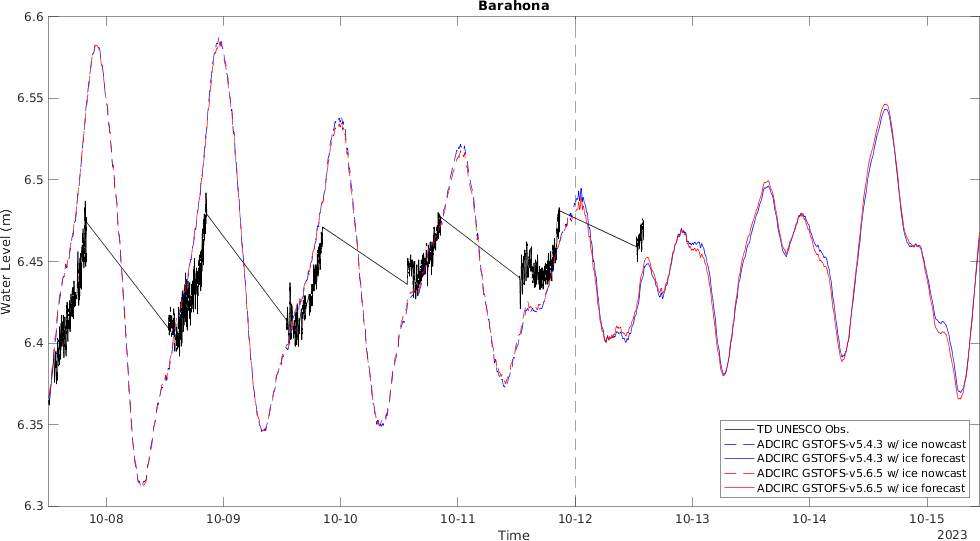 Barahona
6.6
6.55
6.5
6.45
6.4
6.35
6.3
Water Level (m)
10-08
10-09
10-10
10-11
10-12
10-13
10-14
10-15
Time
2023
TD UNESCO Obs.
ADCIRC GSTOFS-v5.4.3 w/ ice nowcast
ADCIRC GSTOFS-v5.4.3 w/ ice forecast
ADCIRC GSTOFS-v5.6.5 w/ ice nowcast
ADCIRC GSTOFS-v5.6.5 w/ ice forecast